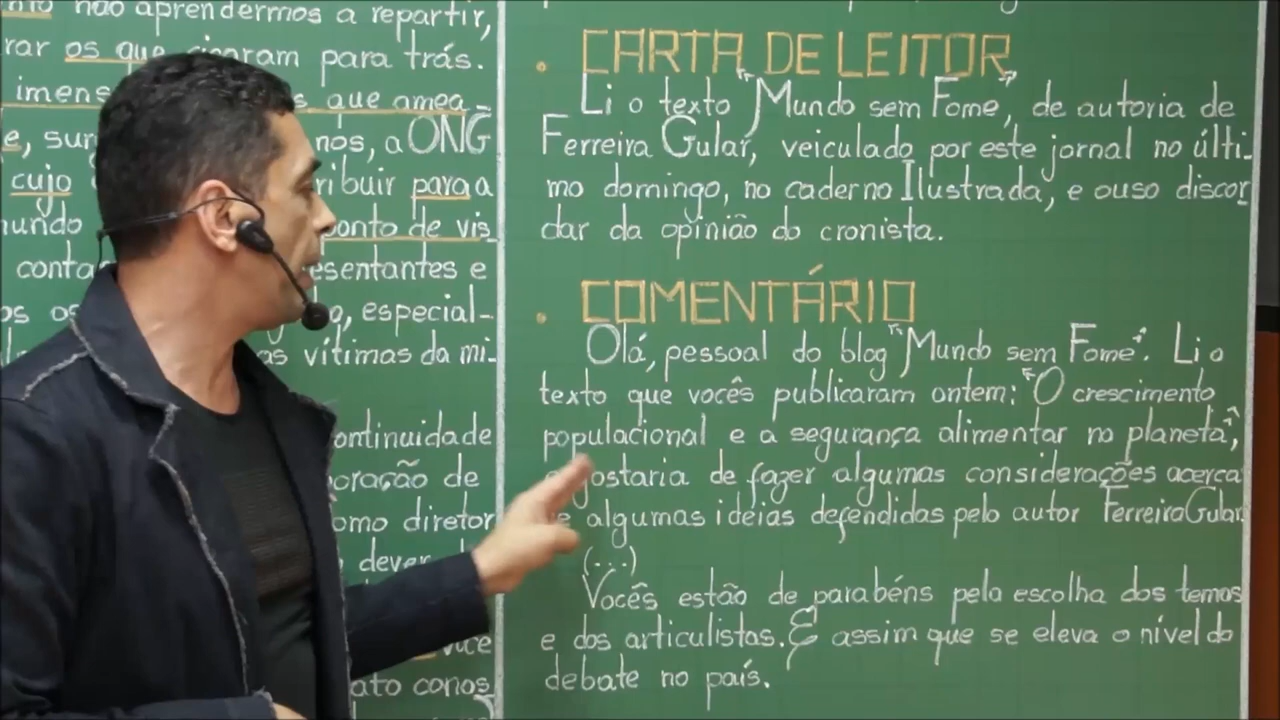 não aprendermos a repartir,
rar os que ficaram para trás.
imens s que amea-
e, sur nós, a ONG
cujo ribuir para a
mundo ponto de vis-
conta esentantes e
os os o, especial-
as vítimas da mi-
ontinuidade
oração de
omo diretor
dever
você
ato conos
• CARTA DE LEITOR
Li o texto "Mundo sem Fome", de autoria de
Ferreira Gular, veiculado por este jornal no últi-
mo domingo, no caderno Ilustrada, e ouso discor
dar da opinião do cronista.
• COMENTÁRIO
Olá, pessoal do blog "Mundo sem Fome". Li o
texto que vocês publicaram ontem: "O crescimento
populacional e a segurança alimentar no planeta",
gostaria de fazer algumas considerações acerca
algumas ideias defendidas pelo autor Ferreira Gular.
(...)
Vocês estão de parabéns pela escolha dos temas
e dos articulistas. É assim que se eleva o nível do
debate no país.